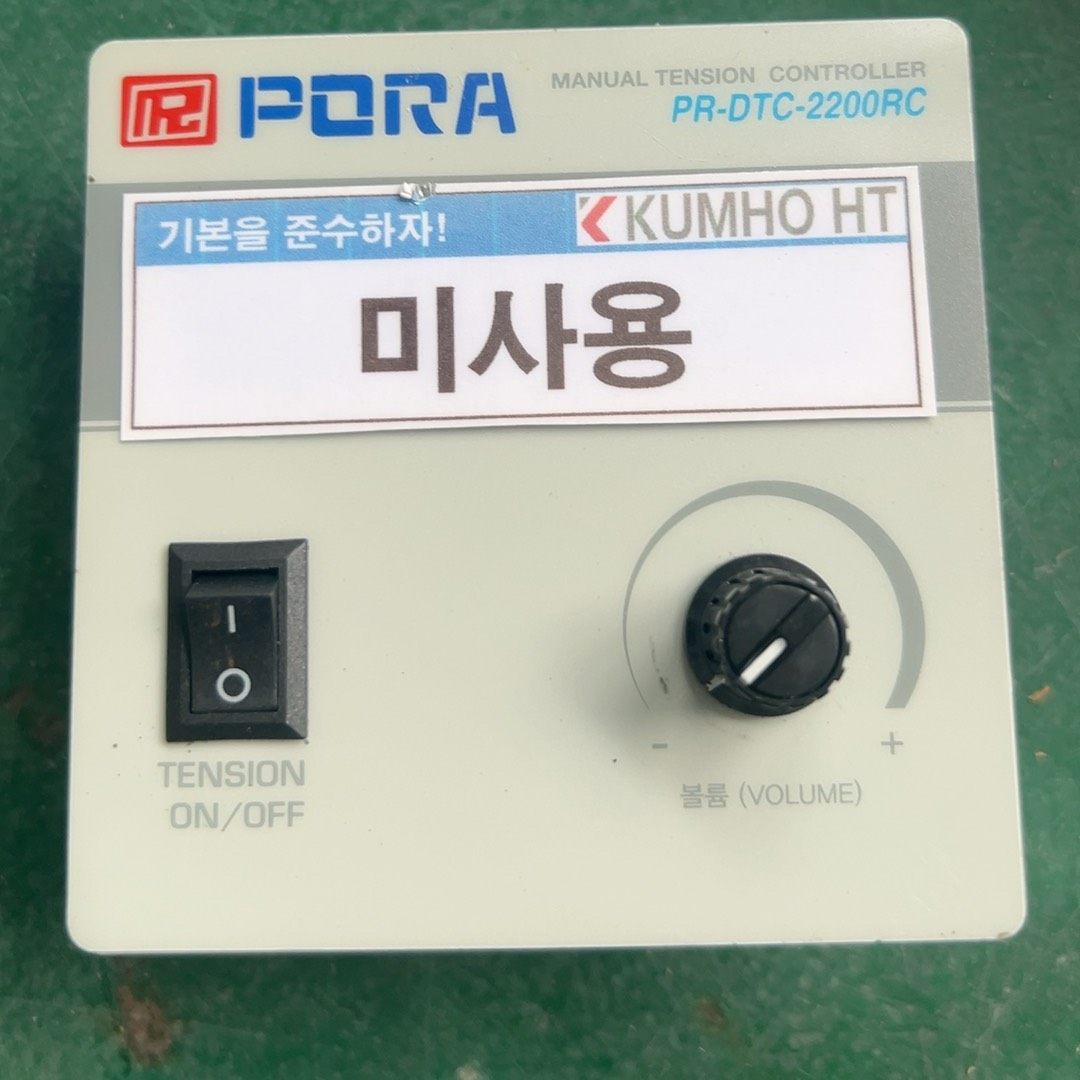 PORA
MANUAL TENSION CONTROLLER
PR-DTC-2200RC
기본을 준수하자!
KUMHO HT
미사용
TENSION
ON/OFF
- +
볼륨 (VOLUME)